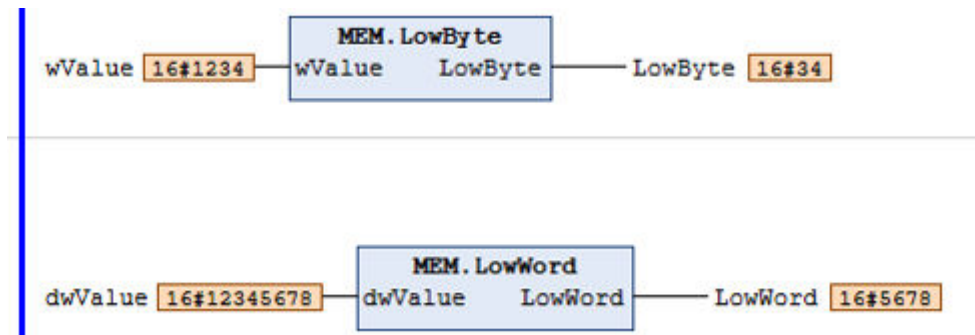 MEM.LowByte
wValue 16#1234 wValue LowByte LowByte 16#34
MEM.LowWord
dwValue 16#12345678 dwValue LowWord LowWord 16#5678